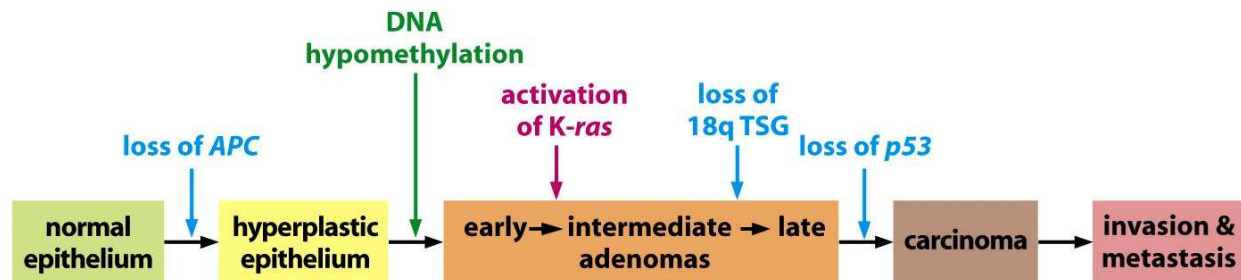 DNA
hypomethylation
activation
of K-ras
loss of
18q TSG
loss of APC
loss of p53
normal
epithelium
hyperplastic
epithelium
early intermediate late
adenomas
carcinoma
invasion &
metastasis